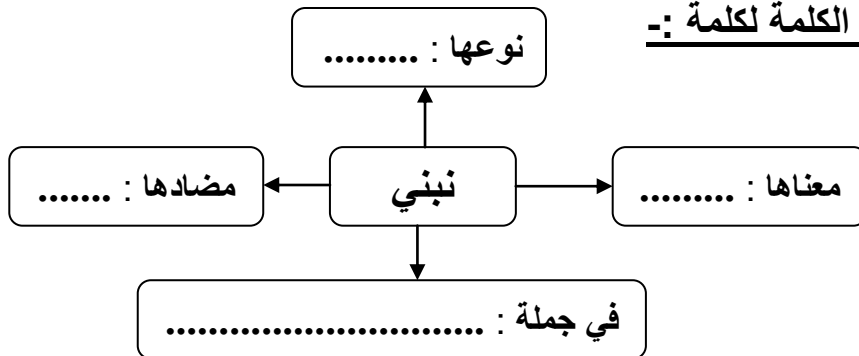 الكلمة لكلمة :-
نوعها : .........
معناها : .........
نبني
مضادها : .......
في جملة : ..............................